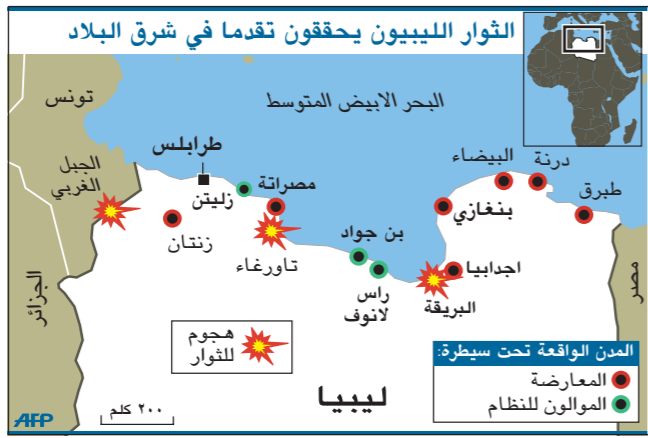 الثوار الليبيون يحققون تقدما في شرق البلاد
تونس
البحر الابيض المتوسط
الجبل
الغربي
طرابلس
زليتن
مصراتة
زنتان
تاورغاء
بن جواد
راس
لانوف
البريقة
اجدابيا
بنغازي
البيضاء
درنة
طبرق
مصر
الجزائر
هجوم
للثوار
ليبيا
المدن الواقعة تحت سيطرة:
المعارضة
الموالون للنظام
٢٠٠ كلم
AFP